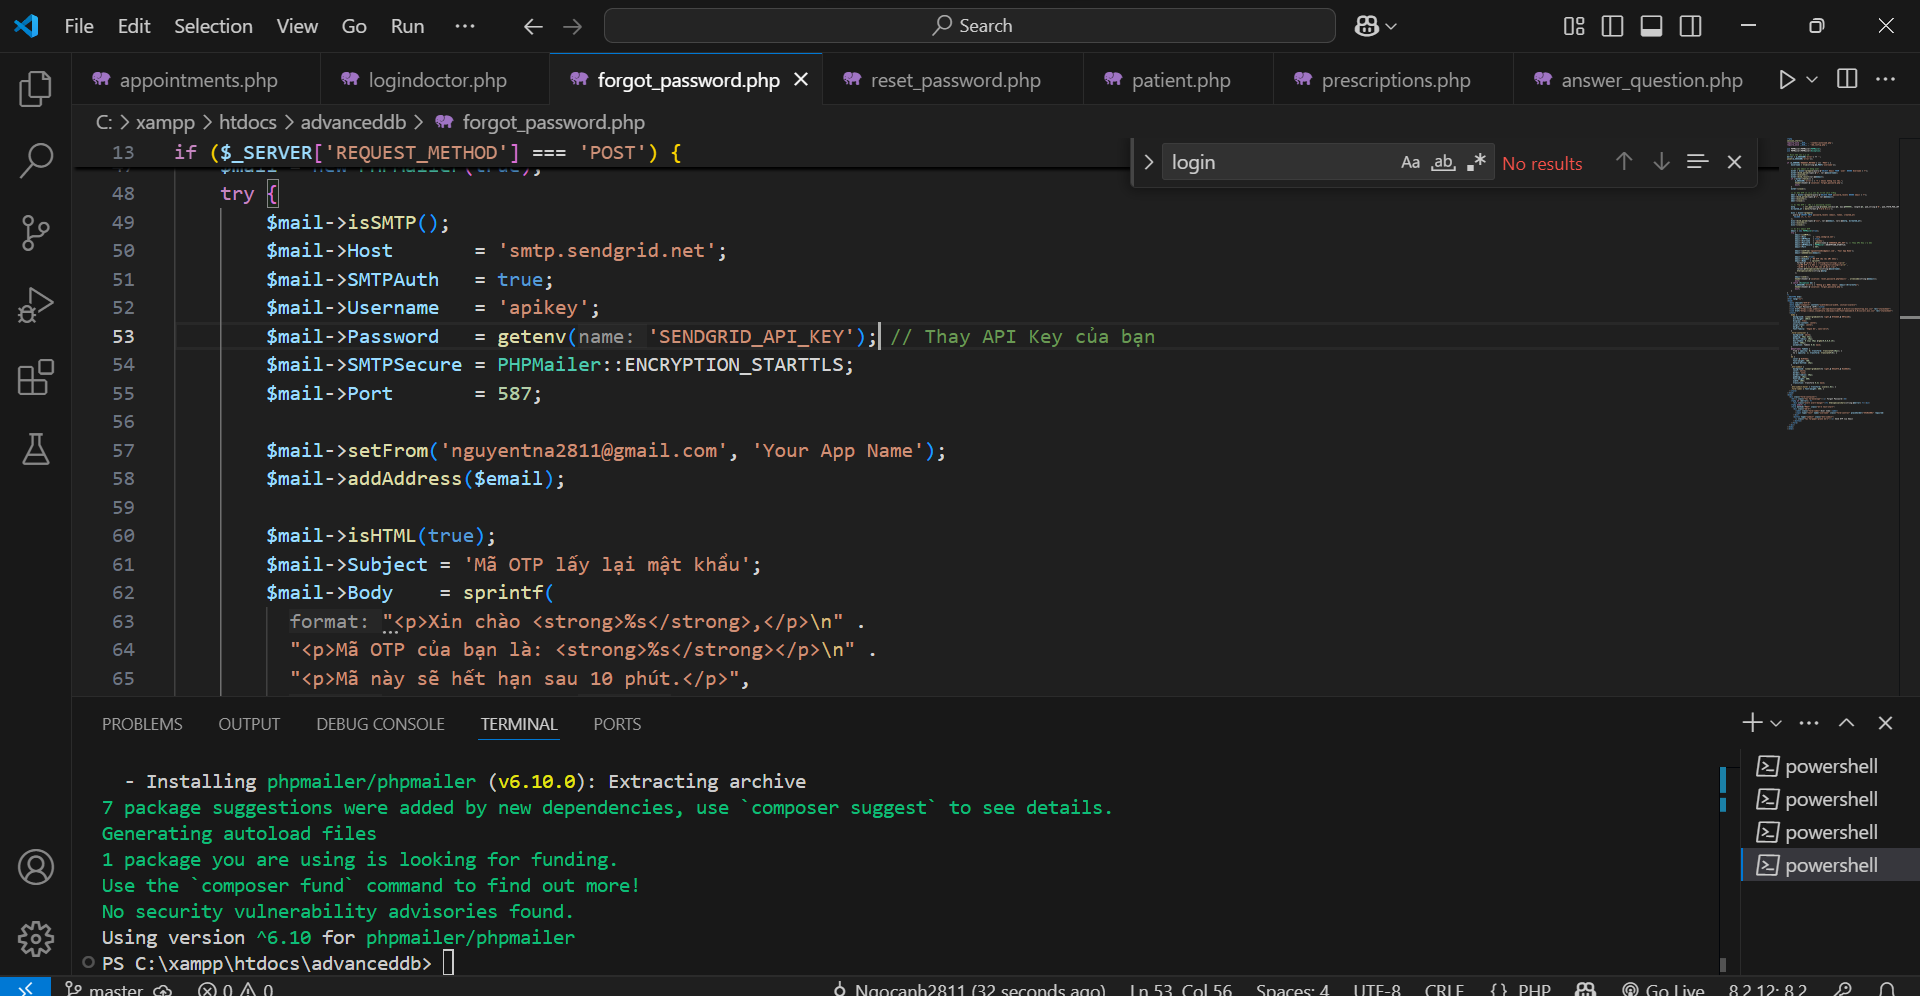 File Edit Selection View Go Run ··· Search
appointments.php logindoctor.php forgot_password.php reset_password.php patient.php prescriptions.php answer_question.php
C: > xampp > htdocs > advanceddb > forgot_password.php
13 if ($_SERVER['REQUEST_METHOD'] === 'POST') {
login Aa ab .* No results
47 $mail = new PHPMailer(true);
48 try {
49 $mail->isSMTP();
50 $mail->Host = 'smtp.sendgrid.net';
51 $mail->SMTPAuth = true;
52 $mail->Username = 'apikey';
53 $mail->Password = getenv(name: 'SENDGRID_API_KEY'); // Thay API Key của bạn
54 $mail->SMTPSecure = PHPMailer::ENCRYPTION_STARTTLS;
55 $mail->Port = 587;
56
57 $mail->setFrom('nguyentna2811@gmail.com', 'Your App Name');
58 $mail->addAddress($email);
59
60 $mail->isHTML(true);
61 $mail->Subject = 'Mã OTP lấy lại mật khẩu';
62 $mail->Body = sprintf(
63 format: "<p>Xin chào <strong>%s</strong>,</p>\n" .
64 "<p>Mã OTP của bạn là: <strong>%s</strong></p>\n" .
65 "<p>Mã này sẽ hết hạn sau 10 phút.</p>",
PROBLEMS OUTPUT DEBUG CONSOLE TERMINAL PORTS
- Installing phpmailer/phpmailer (v6.10.0): Extracting archive
7 package suggestions were added by new dependencies, use `composer suggest` to see details.
Generating autoload files
1 package you are using is looking for funding.
Use the `composer fund` command to find out more!
No security vulnerability advisories found.
Using version ^6.10 for phpmailer/phpmailer
PS C:\xampp\htdocs\advanceddb>
powershell
powershell
powershell
powershell
master 0 0 Ngocanh2811 (32 seconds ago) Ln 53, Col 56 Spaces: 4 UTF-8 CRLF {} PHP Go Live 8.2.12; 8.2